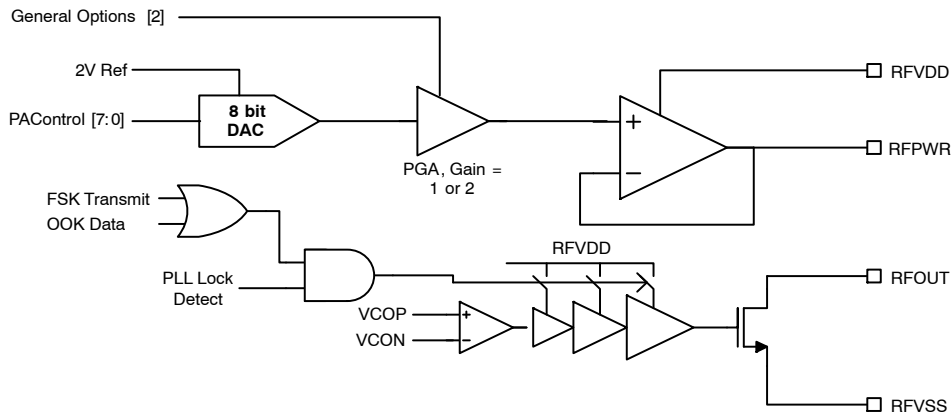 General Options [2]
2V Ref
PAControl [7:0]
8 bit
DAC
PGA, Gain =
1 or 2
+
−
RFVDD
RFPWR
FSK Transmit
OOK Data
PLL Lock
Detect
RFVDD
VCOP
VCON
+
−
RFOUT
RFVSS